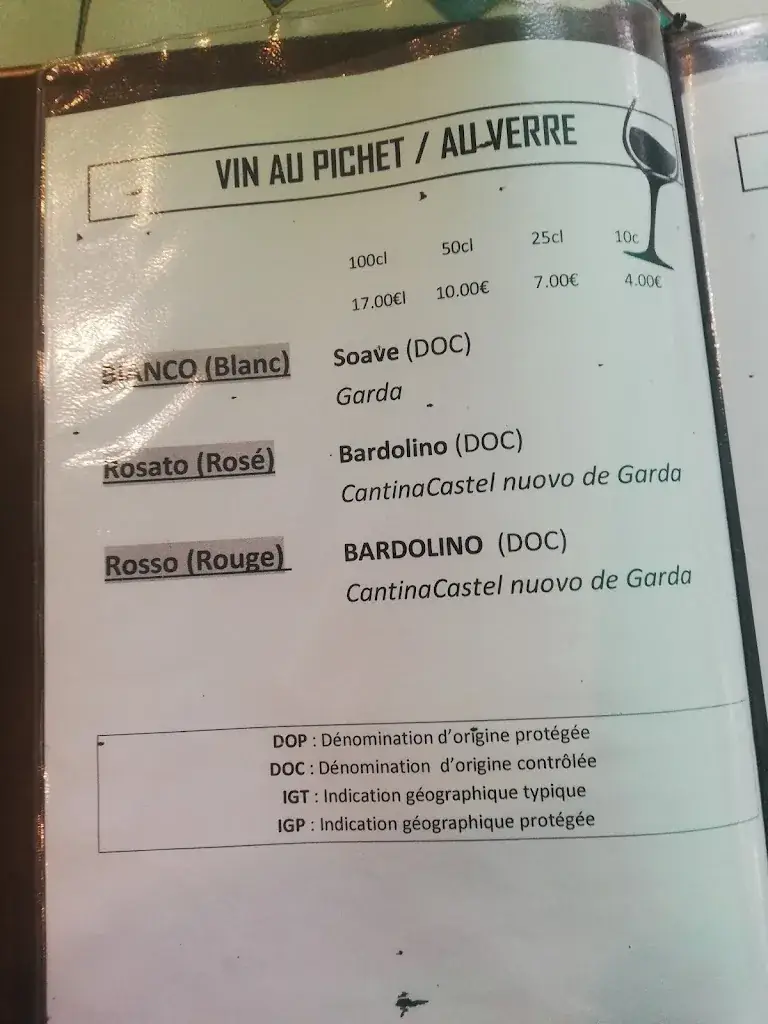 VIN AU PICHET / AU VERRE
100cl 50cl 25cl 10c
17.00€l 10.00€ 7.00€ 4.00€
BIANCO (Blanc) Soave (DOC)
Garda
Rosato (Rosé) Bardolino (DOC)
CantinaCastel nuovo de Garda
Rosso (Rouge) BARDOLINO (DOC)
CantinaCastel nuovo de Garda
DOP : Dénomination d'origine protégée
DOC : Dénomination d'origine contrôlée
IGT : Indication géographique typique
IGP : Indication géographique protégée